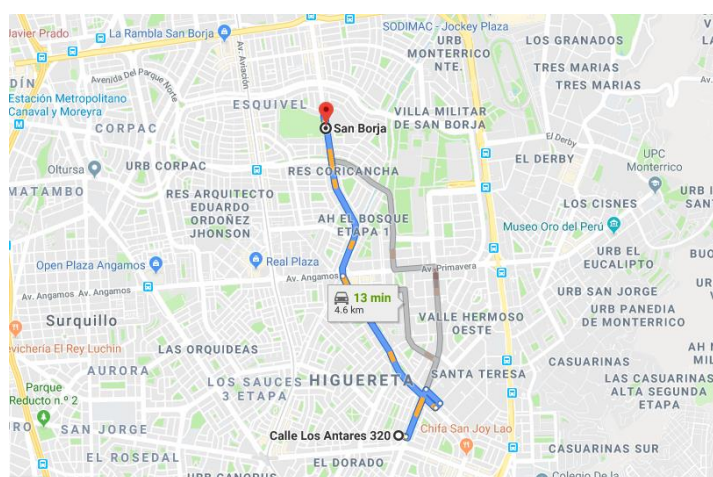 Javier Prado
La Rambla San Borja
SODIMAC - Jockey Plaza
URB
MONTERRICO
NTE.
LOS GRANADOS
TRES MARIAS
TRES MARIAS
Avenida Del Parque Norte
Av. Aviación
Estación Metropolitano
Canaval y Moreyra
ESQUIVEL
San Borja
VILLA MILITAR
DE SAN BORJA
CORPAC
El Derby
EL DERBY
UPC
Monterrico
Oltursa
URB CORPAC
RES CORICANCHA
RES ARQUITECTO
EDUARDO
ORDOÑEZ
JHONSON
AH EL BOSQUE
ETAPA 1
LOS CISNES
Museo Oro del Perú
URB EL
EUCALIPTO
Open Plaza Angamos
Real Plaza
Av. Angamos
Av. Primavera
Av. Angamos
Av. Angamos
13 min
4.6 km
URB SAN JORGE
URB PANEDIA
DE MONTERRICO
Surquillo
VALLE HERMOSO
OESTE
LAS ORQUIDEAS
evichería El Rey Luchin
AURORA
LOS SAUCES
3 ETAPA
HIGUERETA
SANTA TERESA
CASUARINAS
LAS CASUARINAS
ALTA SEGUNDA
ETAPA
Parque
Reducto n.º 2
SAN JORGE
Calle Los Antares 320
Chifa San Joy Lao
CASUARINAS SUR
EL ROSEDAL
EL DORADO
URB CANOPUS
Colegio De la